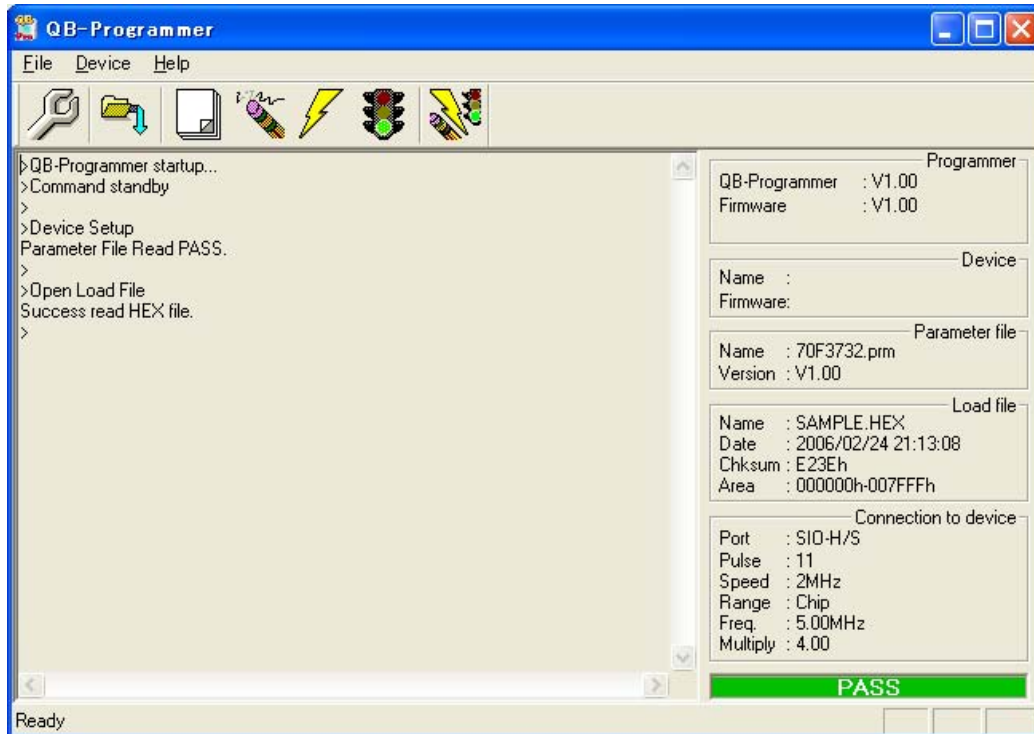 QB-Programmer
File Device Help
>QB-Programmer startup...
>Command standby
>
>Device Setup
Parameter File Read PASS.
>
>Open Load File
Success read HEX file.
>
Programmer
QB-Programmer : V1.00
Firmware : V1.00
Device
Name :
Firmware:
Parameter file
Name : 70F3732.prm
Version : V1.00
Load file
Name : SAMPLE.HEX
Date : 2006/02/24 21:13:08
Chksum : E23Eh
Area : 000000h-007FFFh
Connection to device
Port : SIO-H/S
Pulse : 11
Speed : 2MHz
Range : Chip
Freq. : 5.00MHz
Multiply : 4.00
PASS
Ready